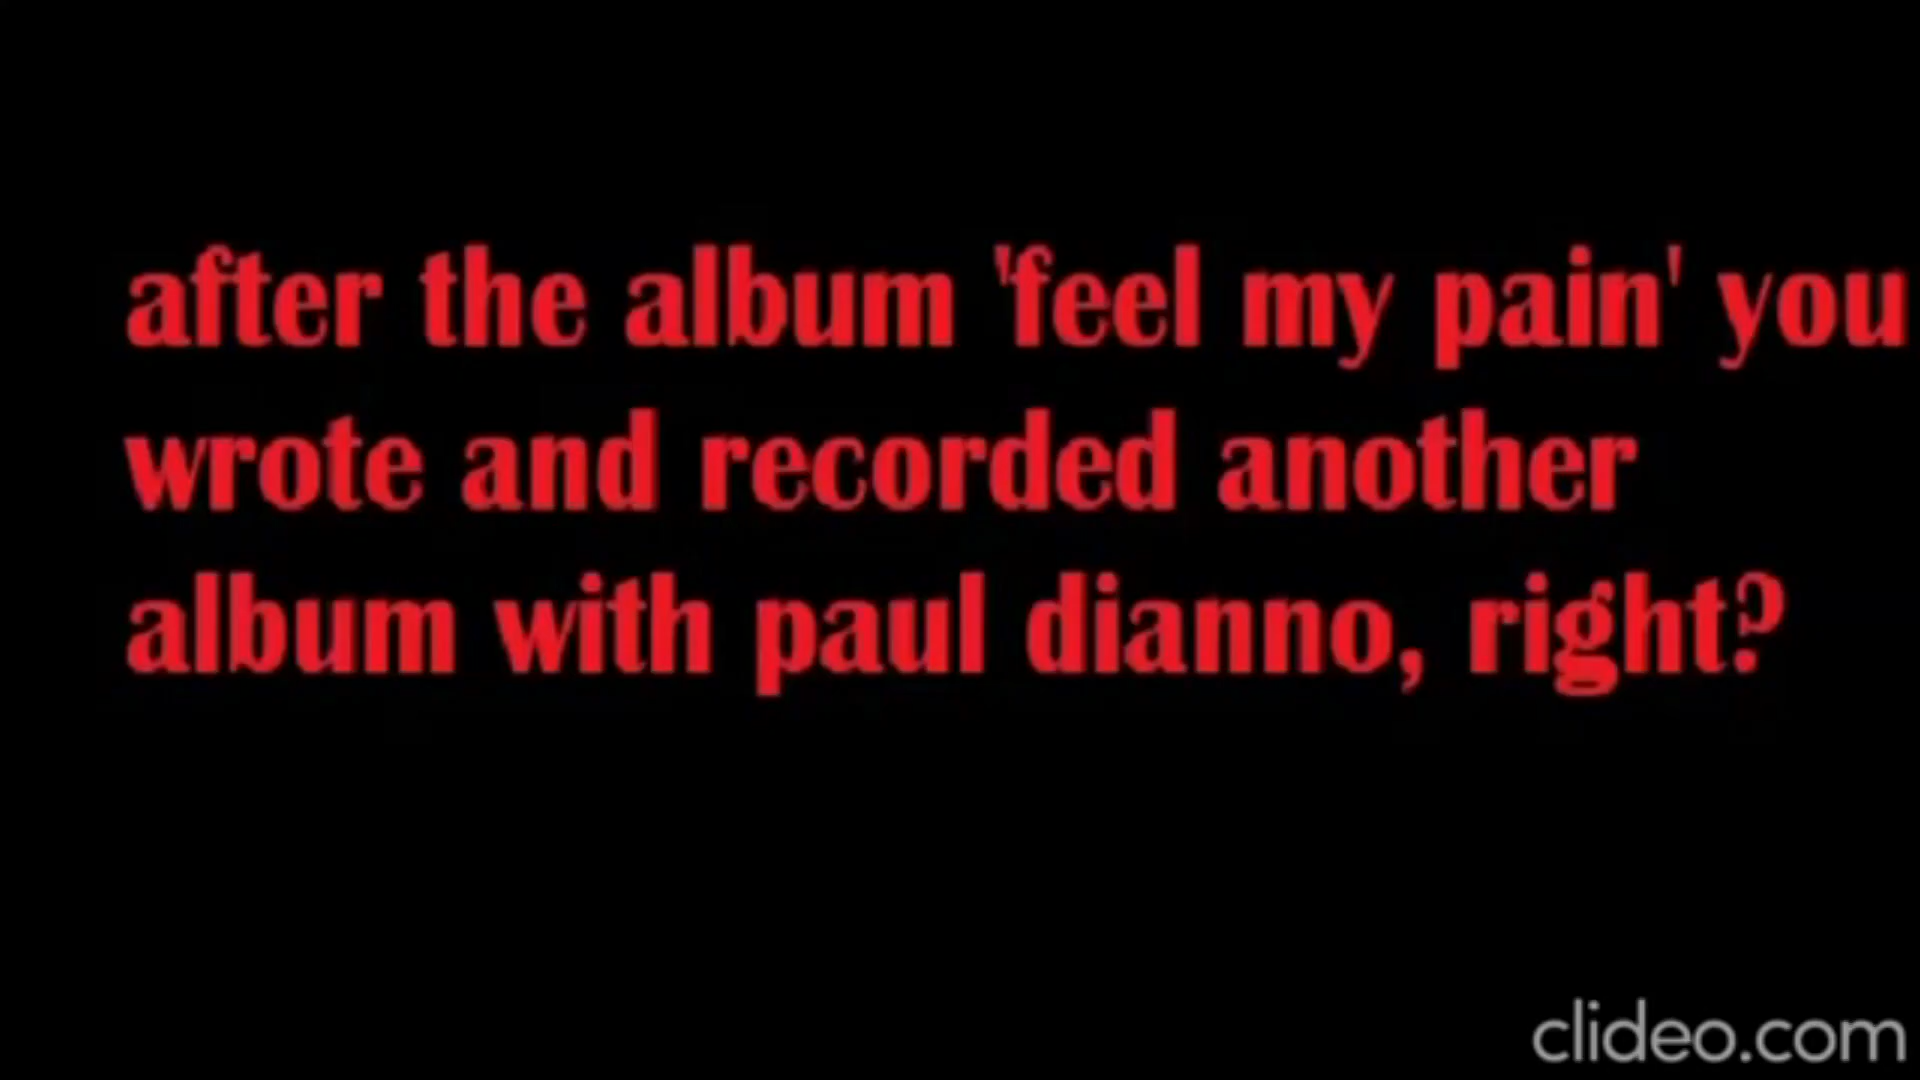 after the album 'feel my pain' you
wrote and recorded another
album with paul dianno, right?
clideo.com